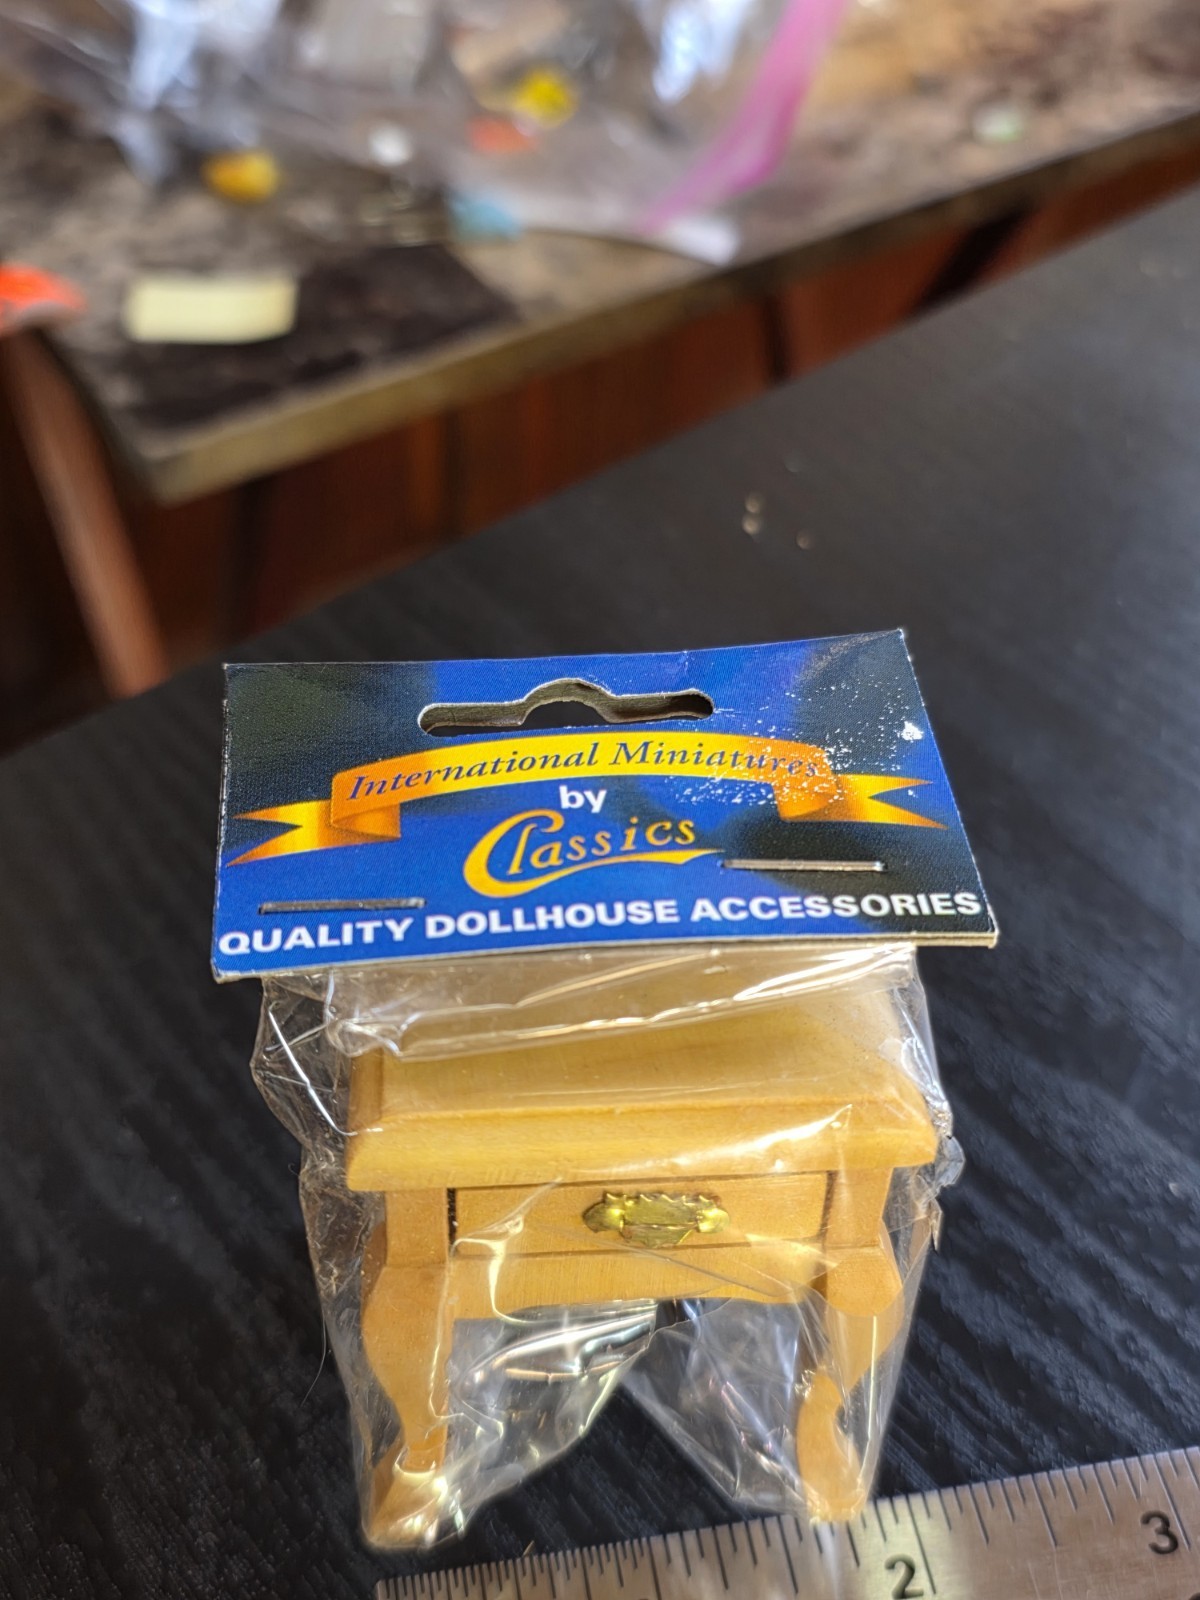 International Miniatures
by
Classics
QUALITY DOLLHOUSE ACCESSORIES
2
3